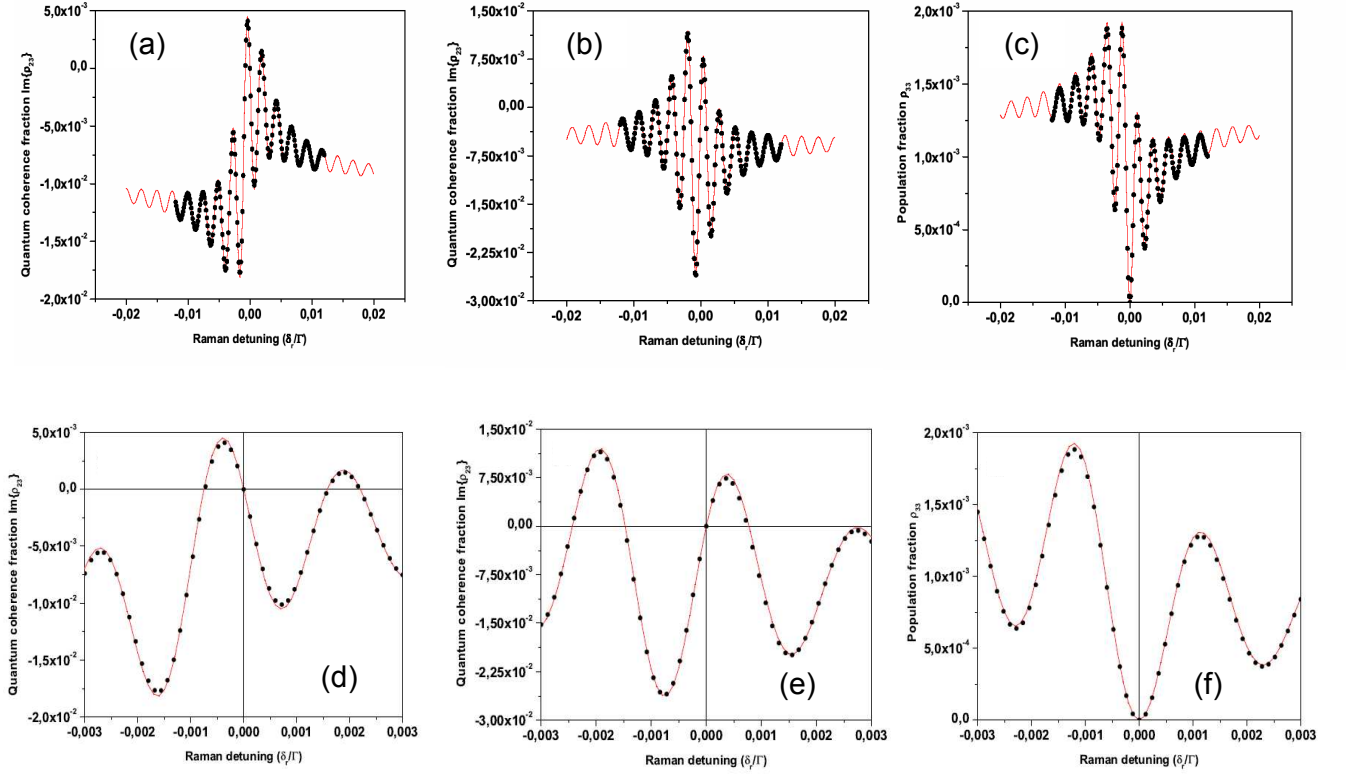 (a)
Quantum coherence fraction Im{ρ₂₃}
5,0x10⁻³
0,0
-5,0x10⁻³
-1,0x10⁻²
-1,5x10⁻²
-2,0x10⁻²
-0,02 -0,01 0,00 0,01 0,02
Raman detuning (δᵣ/Γ)
(b)
Quantum coherence fraction Im{ρ₂₃}
1,50x10⁻²
7,50x10⁻³
0,00
-7,50x10⁻³
-1,50x10⁻²
-2,25x10⁻²
-3,00x10⁻²
-0,02 -0,01 0,00 0,01 0,02
Raman detuning (δᵣ/Γ)
(c)
Population fraction ρ₃₃
2,0x10⁻³
1,5x10⁻³
1,0x10⁻³
5,0x10⁻⁴
0,0
-0,02 -0,01 0,00 0,01 0,02
Raman detuning (δᵣ/Γ)
(d)
Quantum coherence fraction Im{ρ₂₃}
5,0x10⁻³
0,0
-5,0x10⁻³
-1,0x10⁻²
-1,5x10⁻²
-2,0x10⁻²
-0,003 -0,002 -0,001 0,000 0,001 0,002 0,003
Raman detuning (δᵣ/Γ)
(e)
Quantum coherence fraction Im{ρ₂₃}
1,50x10⁻²
7,50x10⁻³
0,00
-7,50x10⁻³
-1,50x10⁻²
-2,25x10⁻²
-3,00x10⁻²
-0,003 -0,002 -0,001 0,000 0,001 0,002 0,003
Raman detuning (δᵣ/Γ)
(f)
Population fraction ρ₃₃
2,0x10⁻³
1,5x10⁻³
1,0x10⁻³
5,0x10⁻⁴
0,0
-0,003 -0,002 -0,001 0,000 0,001 0,002 0,003
Raman detuning (δᵣ/Γ)